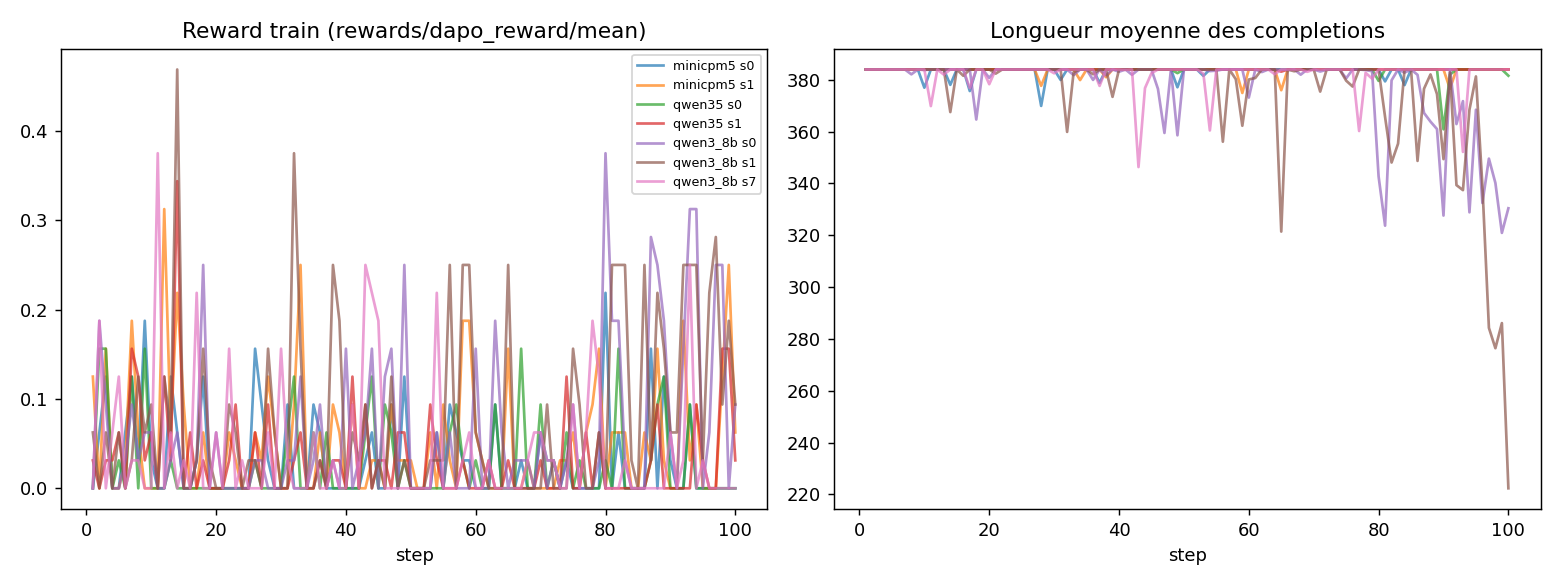 Reward train (rewards/dapo_reward/mean)
0.4
0.3
0.2
0.1
0.0
0 20 40 60 80 100
step
minicpm5 s0
minicpm5 s1
qwen35 s0
qwen35 s1
qwen3_8b s0
qwen3_8b s1
qwen3_8b s7
Longueur moyenne des completions
380
360
340
320
300
280
260
240
220
0 20 40 60 80 100
step